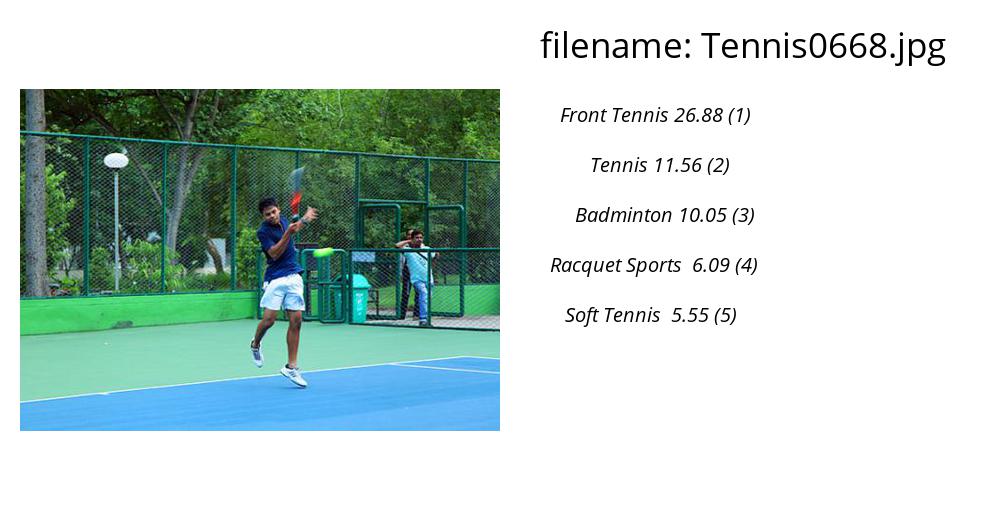 filename: Tennis0668.jpg
Front Tennis 26.88 (1)
Tennis 11.56 (2)
Badminton 10.05 (3)
Racquet Sports 6.09 (4)
Soft Tennis 5.55 (5)